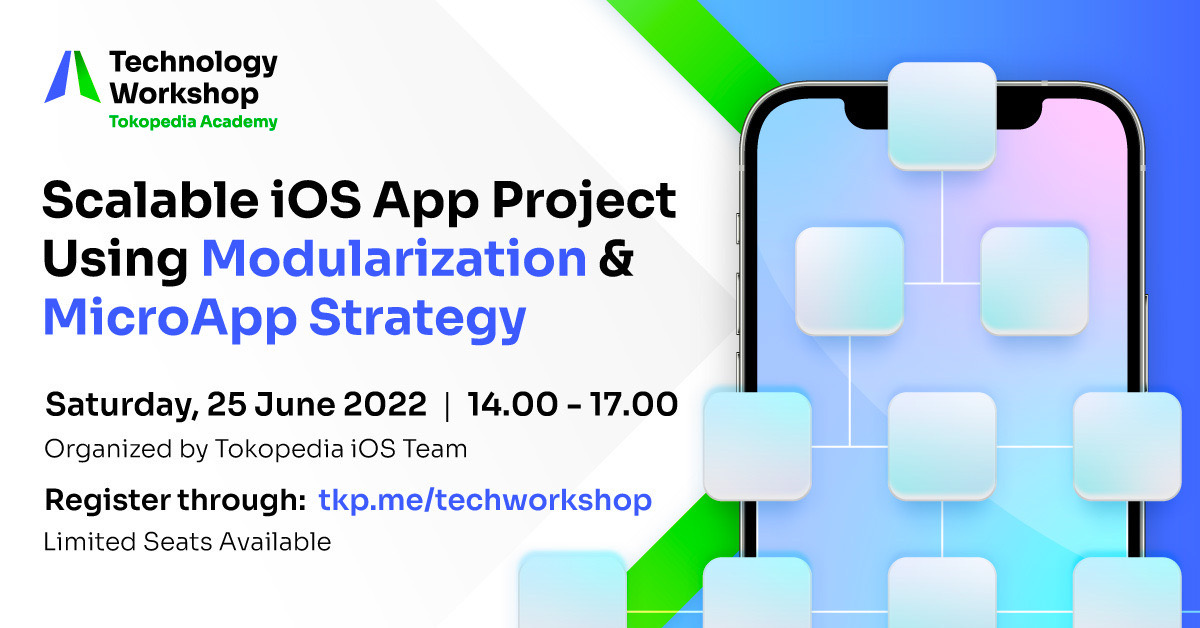 Technology
Workshop
Tokopedia Academy
Scalable iOS App Project
Using Modularization &
MicroApp Strategy
Saturday, 25 June 2022 | 14.00 - 17.00
Organized by Tokopedia iOS Team
Register through: tkp.me/techworkshop
Limited Seats Available